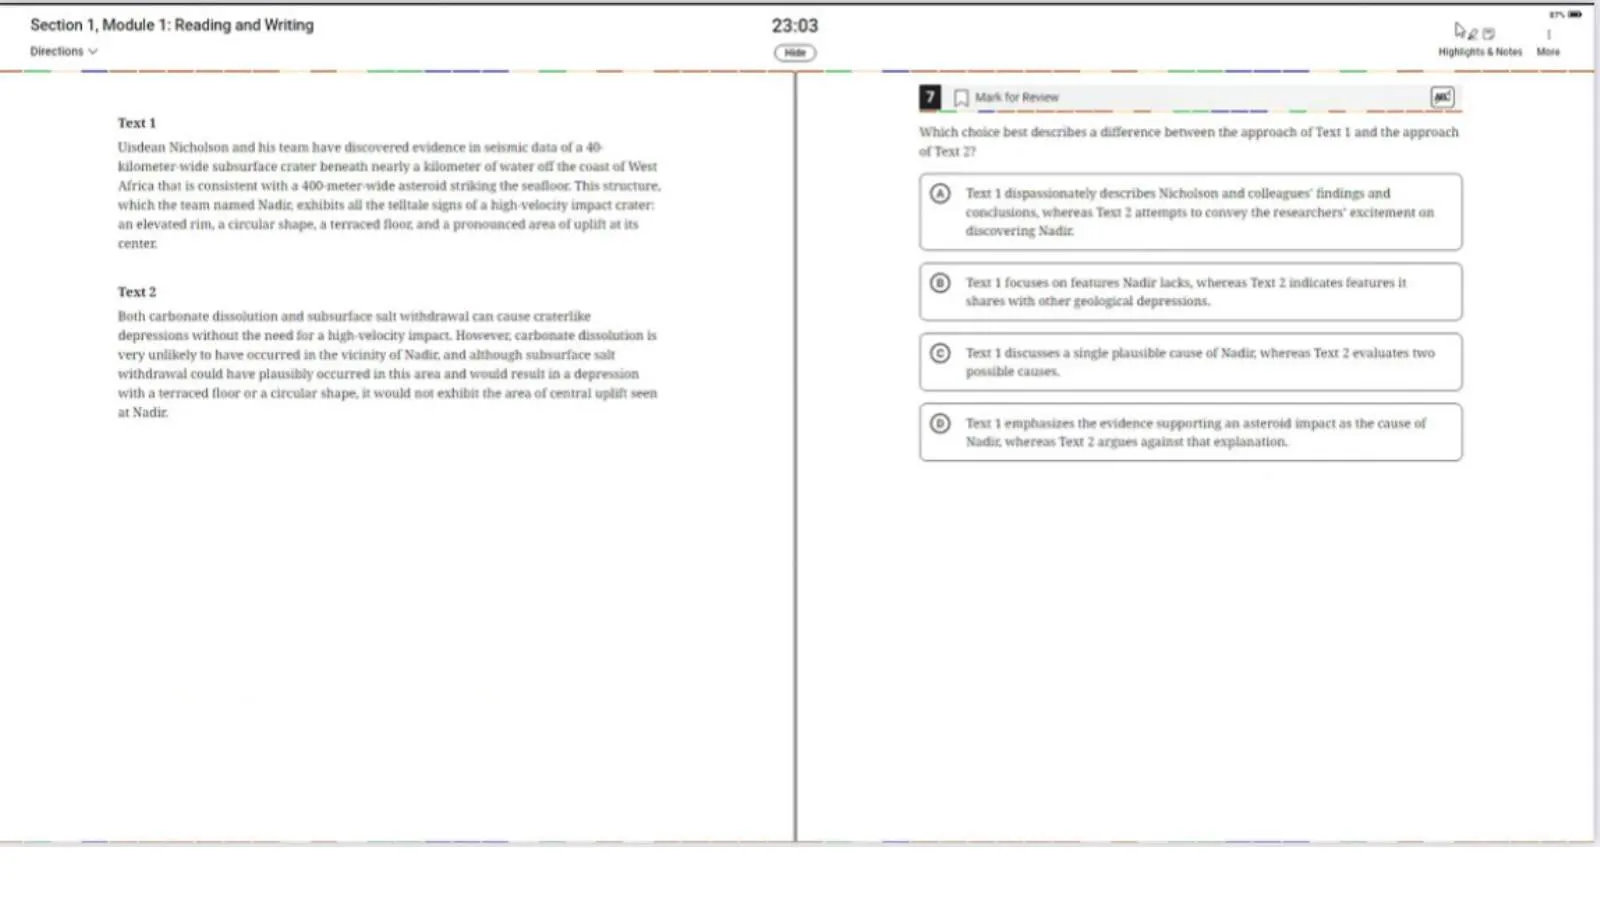 Section 1, Module 1: Reading and Writing
Directions
23:03
Hide
87%
Highlights & Notes
More
Text 1
Uisdean Nicholson and his team have discovered evidence in seismic data of a 40-
kilometer-wide subsurface crater beneath nearly a kilometer of water off the coast of West
Africa that is consistent with a 400-meter-wide asteroid striking the seafloor. This structure,
which the team named Nadir, exhibits all the telltale signs of a high-velocity impact crater:
an elevated rim, a circular shape, a terraced floor, and a pronounced area of uplift at its
center.
Text 2
Both carbonate dissolution and subsurface salt withdrawal can cause craterlike
depressions without the need for a high-velocity impact. However, carbonate dissolution is
very unlikely to have occurred in the vicinity of Nadir, and although subsurface salt
withdrawal could have plausibly occurred in this area and would result in a depression
with a terraced floor or a circular shape, it would not exhibit the area of central uplift seen
at Nadir.
7
Mark for Review
ABC
Which choice best describes a difference between the approach of Text 1 and the approach
of Text 2?
A
Text 1 dispassionately describes Nicholson and colleagues' findings and
conclusions, whereas Text 2 attempts to convey the researchers' excitement on
discovering Nadir.
B
Text 1 focuses on features Nadir lacks, whereas Text 2 indicates features it
shares with other geological depressions.
C
Text 1 discusses a single plausible cause of Nadir, whereas Text 2 evaluates two
possible causes.
D
Text 1 emphasizes the evidence supporting an asteroid impact as the cause of
Nadir, whereas Text 2 argues against that explanation.